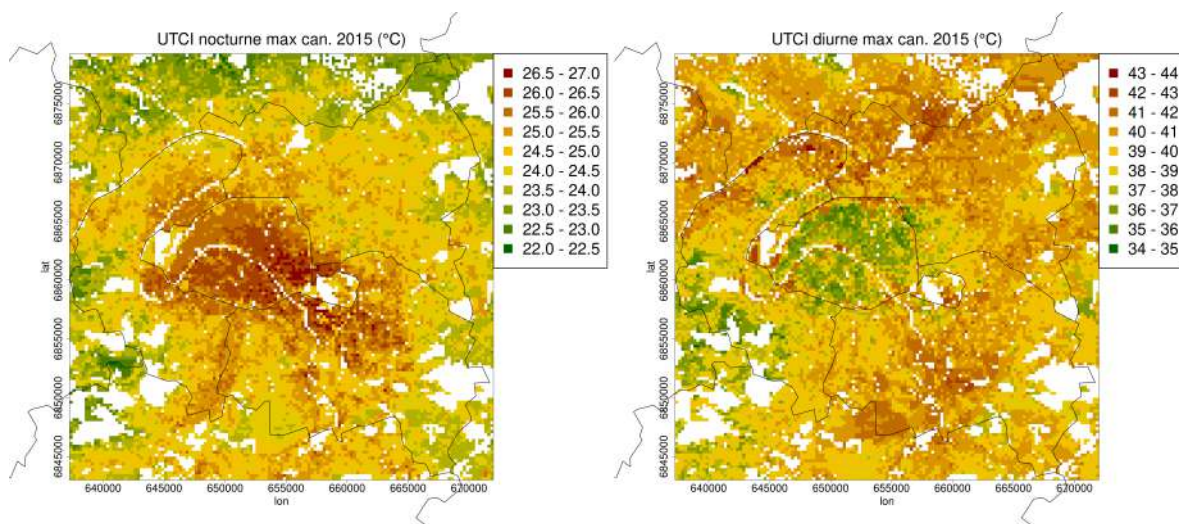 UTCI nocturne max can. 2015 (°C)
26.5 - 27.0
26.0 - 26.5
25.5 - 26.0
25.0 - 25.5
24.5 - 25.0
24.0 - 24.5
23.5 - 24.0
23.0 - 23.5
22.5 - 23.0
22.0 - 22.5
lat
6875000
6870000
6865000
6860000
6855000
6850000
6845000
640000 645000 650000 655000 660000 665000 670000
lon
UTCI diurne max can. 2015 (°C)
43 - 44
42 - 43
41 - 42
40 - 41
39 - 40
38 - 39
37 - 38
36 - 37
35 - 36
34 - 35
lat
6875000
6870000
6865000
6860000
6855000
6850000
6845000
640000 645000 650000 655000 660000 665000 670000
lon